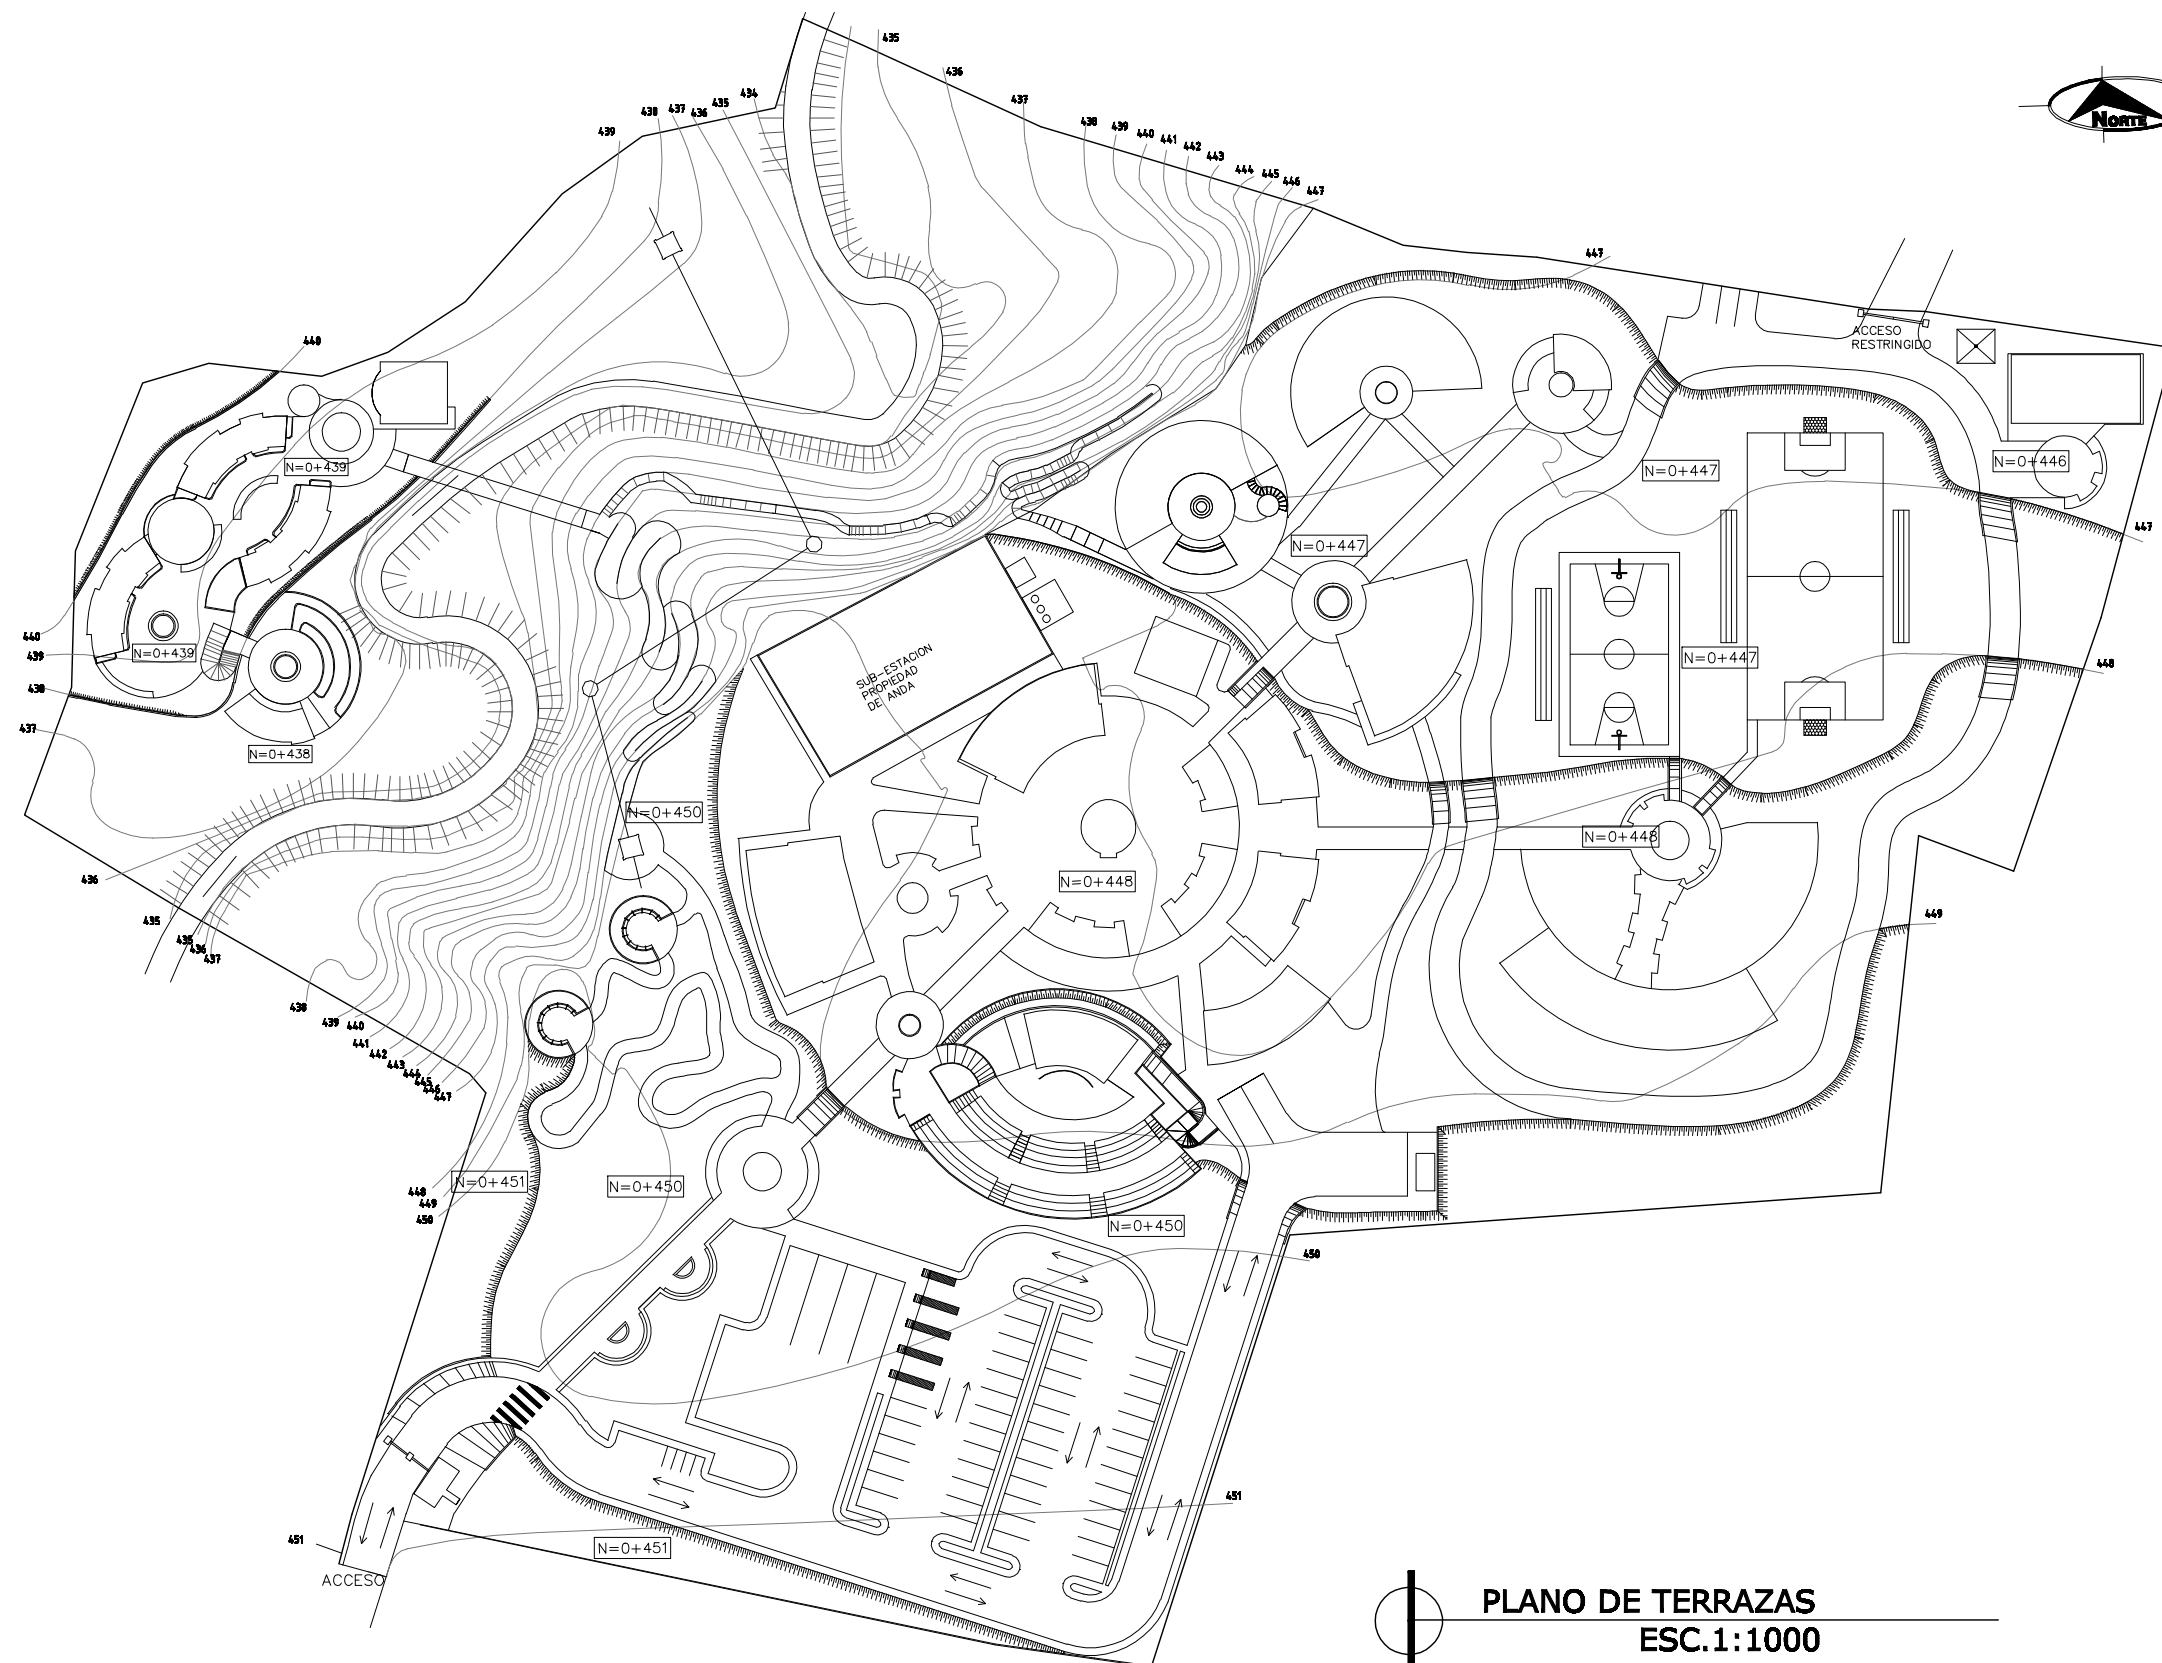 435
436
434
435
436
437
438
439
437
438
439
440
441
442
443
444
445
446
447
NORTE
447
ACCESO
RESTRINGIDO
440
N=0+439
N=0+447
N=0+446
447
N=0+447
440
439
438
N=0+439
N=0+447
448
SUB-ESTACION
PROPIEDAD
DE ANDA
437
N=0+438
N=0+450
N=0+448
436
N=0+448
435
435
436
437
449
438
439
440
441
442
443
444
445
446
447
448
449
450
N=0+451
N=0+450
N=0+450
450
451
451
N=0+451
ACCESO
PLANO DE TERRAZAS
ESC.1:1000